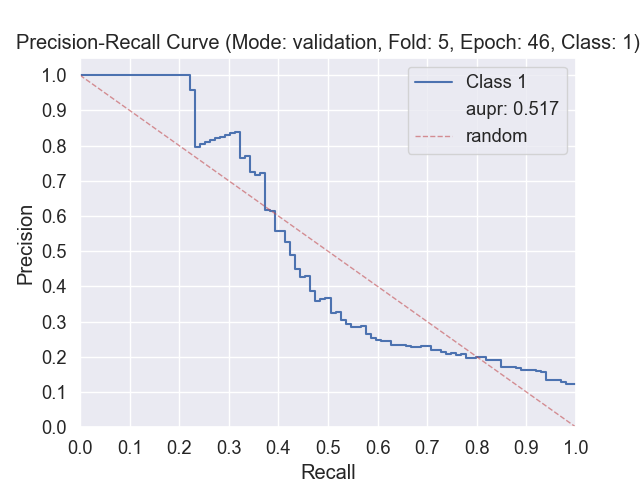 Precision-Recall Curve (Mode: validation, Fold: 5, Epoch: 46, Class: 1)
Class 1
aupr: 0.517
random
Precision
1.0
0.9
0.8
0.7
0.6
0.5
0.4
0.3
0.2
0.1
0.0
0.0 0.1 0.2 0.3 0.4 0.5 0.6 0.7 0.8 0.9 1.0
Recall